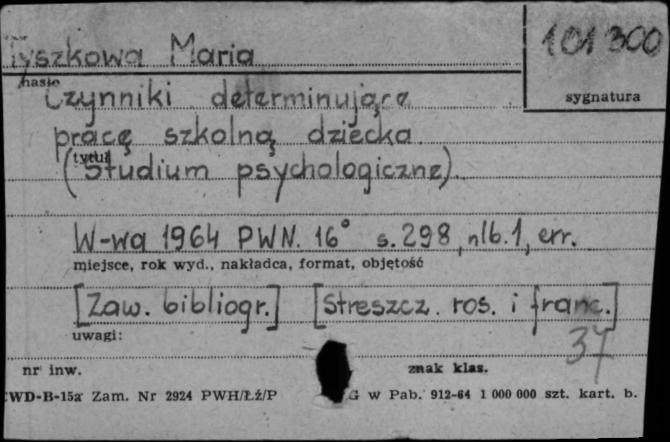 Tyszkowa Maria
101300
hasło
sygnatura
Czynniki determinujące
pracę szkolną dziecka.
tytuł
(Studium psychologiczne).
W-wa 1964 PWN. 16° s. 298, nlb. 1, err.
miejsce, rok wyd., nakładca, format, objętość
[Zaw. bibliogr.] [Streszcz. ros. i franc.]
uwagi:
37
nr inw.
znak klas.
WD-B-15a Zam. Nr 2924 PWH/Łź/P
G w Pab. 912-64 1 000 000 szt. kart. b.